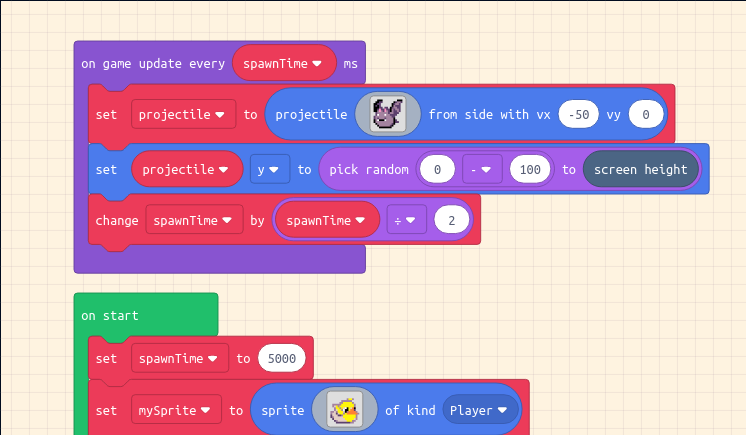 on game update every spawnTime ms
set projectile to projectile from side with vx -50 vy 0
set projectile y to pick random 0 - 100 to screen height
change spawnTime by spawnTime ÷ 2
on start
set spawnTime to 5000
set mySprite to sprite of kind Player